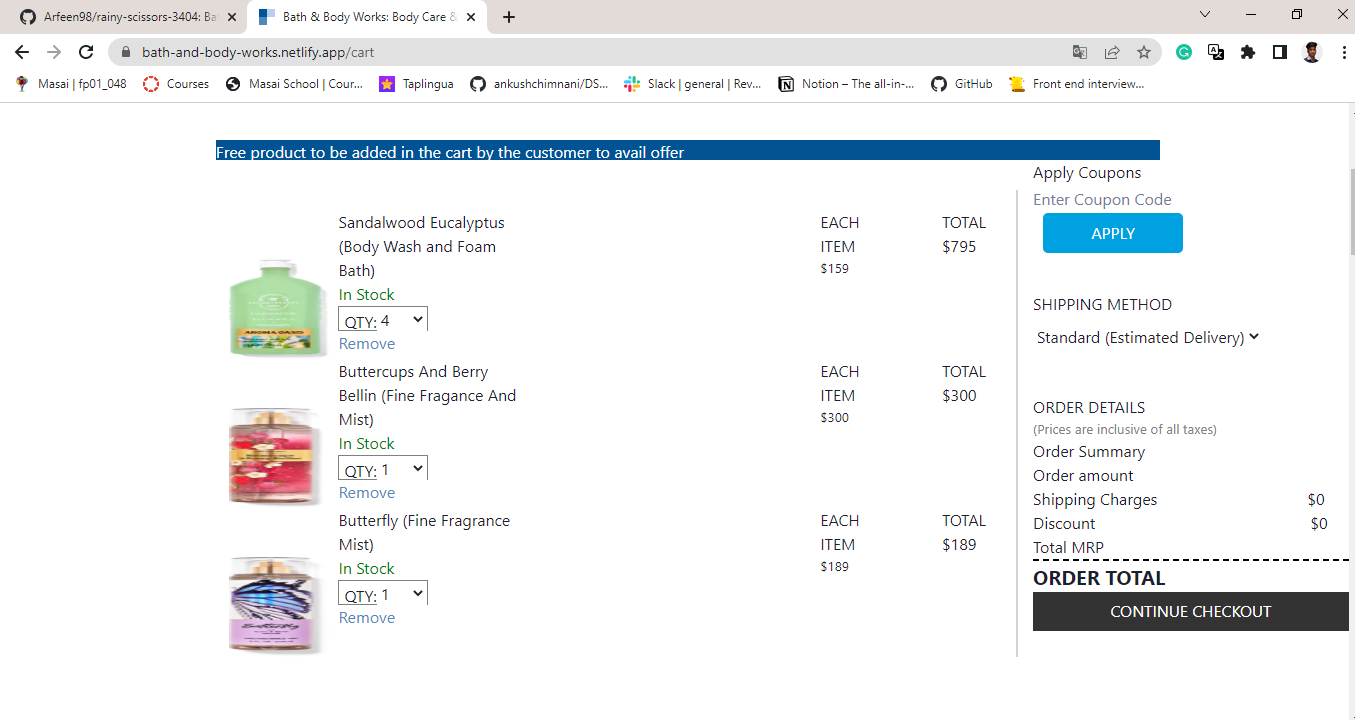 Arfeen98/rainy-scissors-3404: Ba
Bath & Body Works: Body Care &
bath-and-body-works.netlify.app/cart
Masai | fp01_048
Courses
Masai School | Cour...
Taplingua
ankushchimnani/DS...
Slack | general | Rev...
Notion – The all-in-...
GitHub
Front end interview...
Free product to be added in the cart by the customer to avail offer
Sandalwood Eucalyptus
(Body Wash and Foam
Bath)
In Stock
QTY: 4
Remove
EACH
ITEM
$159
TOTAL
$795
Buttercups And Berry
Bellin (Fine Fragance And
Mist)
In Stock
QTY: 1
Remove
EACH
ITEM
$300
TOTAL
$300
Butterfly (Fine Fragrance
Mist)
In Stock
QTY: 1
Remove
EACH
ITEM
$189
TOTAL
$189
Apply Coupons
Enter Coupon Code
APPLY
SHIPPING METHOD
Standard (Estimated Delivery)
ORDER DETAILS
(Prices are inclusive of all taxes)
Order Summary
Order amount
Shipping Charges $0
Discount $0
Total MRP
ORDER TOTAL
CONTINUE CHECKOUT